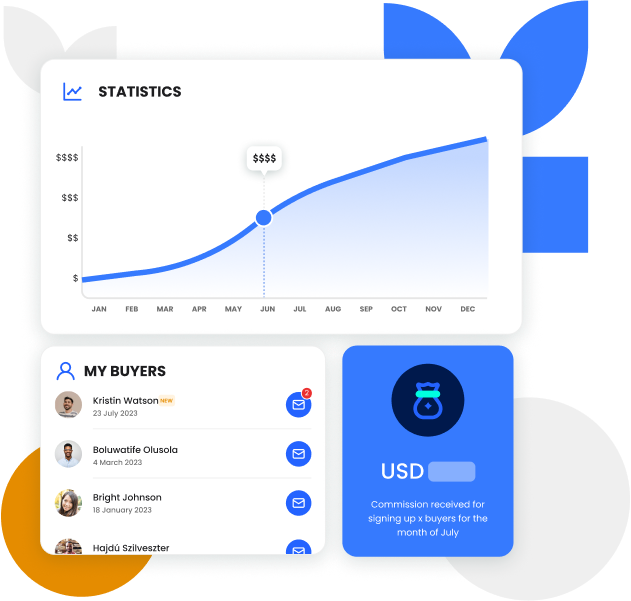 STATISTICS
$$$$
$$$$
$$$
$$
$
JAN FEB MAR APR MAY JUN JUL AUG SEP OCT NOV DEC
MY BUYERS
Kristin Watson NEW
23 July 2023
2
Boluwatife Olusola
4 March 2023
Bright Johnson
18 January 2023
Hajdú Szilveszter
USD
Commission received for
signing up x buyers for the
month of July